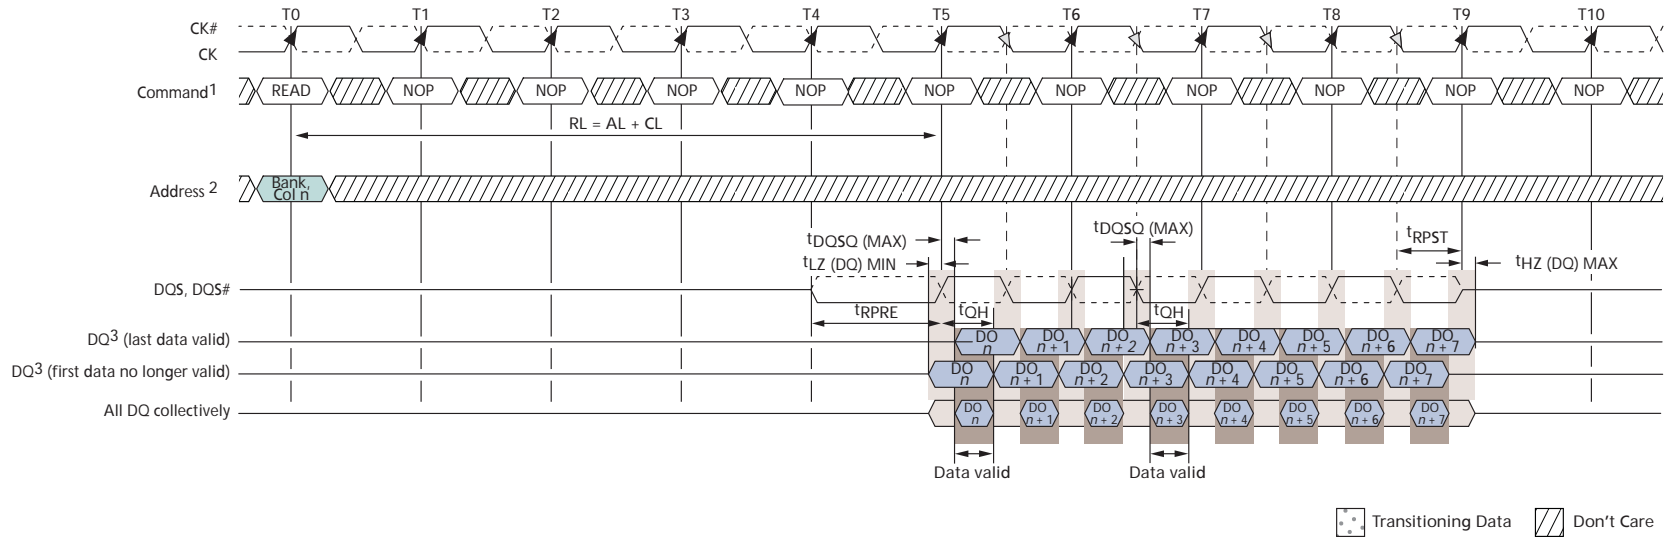 T0 T1 T2 T3 T4 T5 T6 T7 T8 T9 T10
CK#
CK
Command1 READ NOP NOP NOP NOP NOP NOP NOP NOP NOP NOP
RL = AL + CL
Address 2 Bank,
Col n
tDQSQ (MAX) tDQSQ (MAX) tRPST
tLZ (DQ) MIN tHZ (DQ) MAX
DQS, DQS#
tRPRE tQH tQH
DQ3 (last data valid) DO
n DO
n + 1 DO
n + 2 DO
n + 3 DO
n + 4 DO
n + 5 DO
n + 6 DO
n + 7
DQ3 (first data no longer valid) DO
n DO
n + 1 DO
n + 2 DO
n + 3 DO
n + 4 DO
n + 5 DO
n + 6 DO
n + 7
All DQ collectively DO
n DO
n + 1 DO
n + 2 DO
n + 3 DO
n + 4 DO
n + 5 DO
n + 6 DO
n + 7
Data valid Data valid
Transitioning Data Don't Care